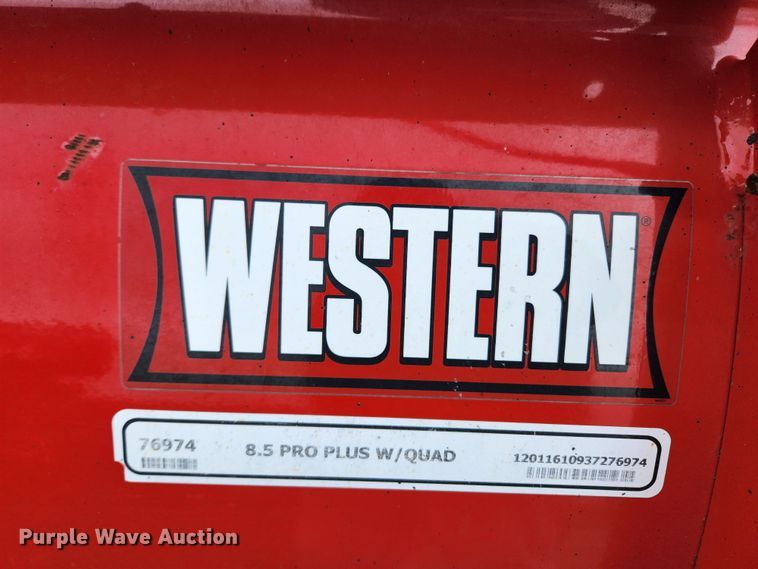 WESTERN®
76974 8.5 PRO PLUS W/QUAD 12011610937276974
Purple Wave Auction